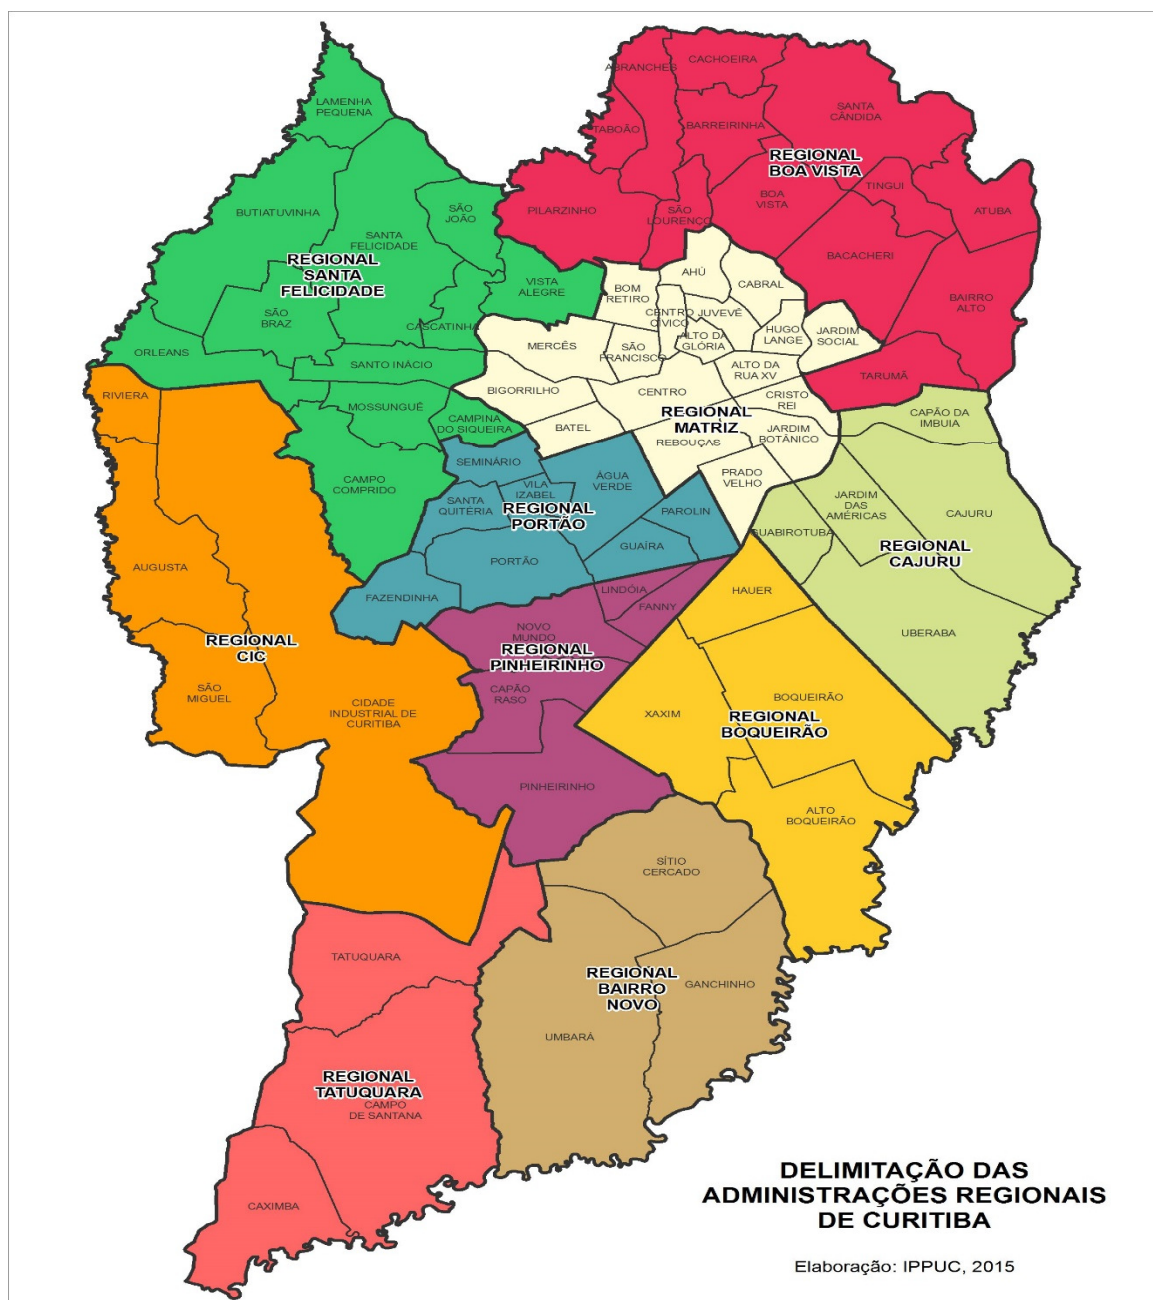 ABRANCHES
CACHOEIRA
LAMENHA
PEQUENA
SANTA
CÂNDIDA
TABOÃO
BARREIRINHA
REGIONAL
BOA VISTA
TINGUI
BOA
VISTA
ATUBA
PILARZINHO
SÃO
LOURENÇO
BUTIATUVINHA
SÃO
JOÃO
SANTA
FELICIDADE
REGIONAL
SANTA
FELICIDADE
BACACHERI
VISTA
ALEGRE
AHÚ
CABRAL
BOM
RETIRO
BAIRRO
ALTO
SÃO
BRAZ
CASCATINHA
CENTRO
CÍVICO
JUVEVÊ
HUGO
LANGE
JARDIM
SOCIAL
ALTO DA
GLÓRIA
ORLEANS
MERCÊS
SÃO
FRANCISCO
SANTO INÁCIO
ALTO DA
RUA XV
TARUMÃ
RIVIERA
BIGORRILHO
CENTRO
CRISTO
REI
MOSSUNGUÊ
CAMPINA
DO SIQUEIRA
REGIONAL
MATRIZ
CAPÃO DA
IMBUIA
BATEL
REBOUÇAS
JARDIM
BOTÂNICO
SEMINÁRIO
CAMPO
COMPRIDO
VILA
IZABEL
ÁGUA
VERDE
PRADO
VELHO
SANTA
QUITÉRIA
REGIONAL
PORTÃO
PAROLIN
JARDIM
DAS
AMÉRICAS
CAJURU
GUABIROTUBA
REGIONAL
CAJURU
GUAÍRA
PORTÃO
AUGUSTA
FAZENDINHA
LINDÓIA
FANNY
HAUER
NOVO
MUNDO
REGIONAL
PINHEIRINHO
UBERABA
REGIONAL
CIC
SÃO
MIGUEL
CAPÃO
RASO
CIDADE
INDUSTRIAL DE
CURITIBA
XAXIM
BOQUEIRÃO
REGIONAL
BOQUEIRÃO
PINHEIRINHO
ALTO
BOQUEIRÃO
SÍTIO
CERCADO
TATUQUARA
REGIONAL
BAIRRO
NOVO
GANCHINHO
UMBARÁ
REGIONAL
TATUQUARA
CAMPO
DE SANTANA
CAXIMBA
DELIMITAÇÃO DAS
ADMINISTRAÇÕES REGIONAIS
DE CURITIBA
Elaboração: IPPUC, 2015